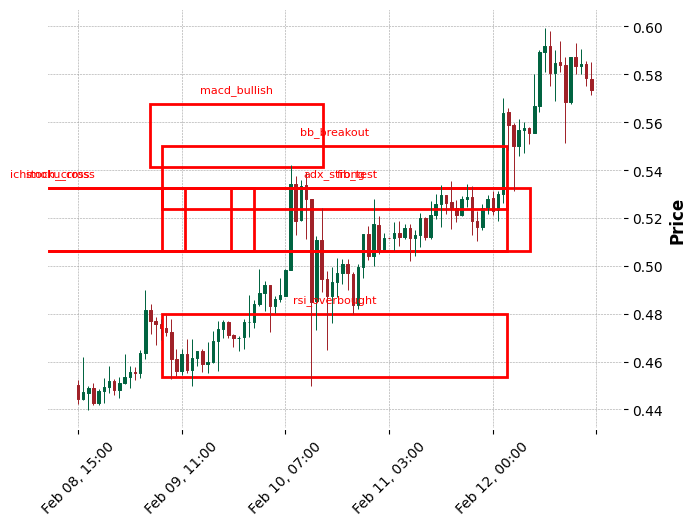 macd_bullish
bb_breakout
adx_strong
fib_test
rsi_overbought
0.60
0.58
0.56
0.54
0.52
0.50
0.48
0.46
0.44
Price
Feb 08, 15:00
Feb 09, 11:00
Feb 10, 07:00
Feb 11, 03:00
Feb 12, 00:00